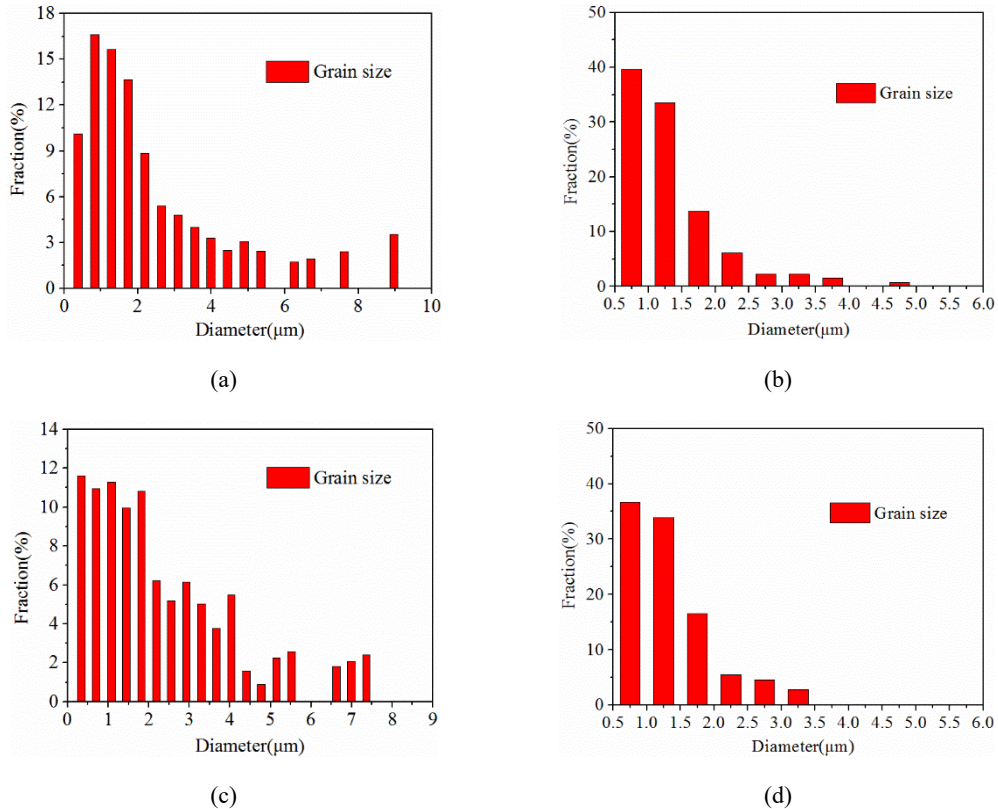 18
15
12
9
6
3
0
Fraction(%)
Grain size
0 2 4 6 8 10
Diameter(μm)
(a)
50
40
30
20
10
0
Fraction(%)
Grain size
0.5 1.0 1.5 2.0 2.5 3.0 3.5 4.0 4.5 5.0 5.5 6.0
Diameter(μm)
(b)
14
12
10
8
6
4
2
0
Fraction(%)
Grain size
0 1 2 3 4 5 6 7 8 9
Diameter(μm)
(c)
50
40
30
20
10
0
Fraction(%)
Grain size
0.5 1.0 1.5 2.0 2.5 3.0 3.5 4.0 4.5 5.0 5.5 6.0
Diameter(μm)
(d)